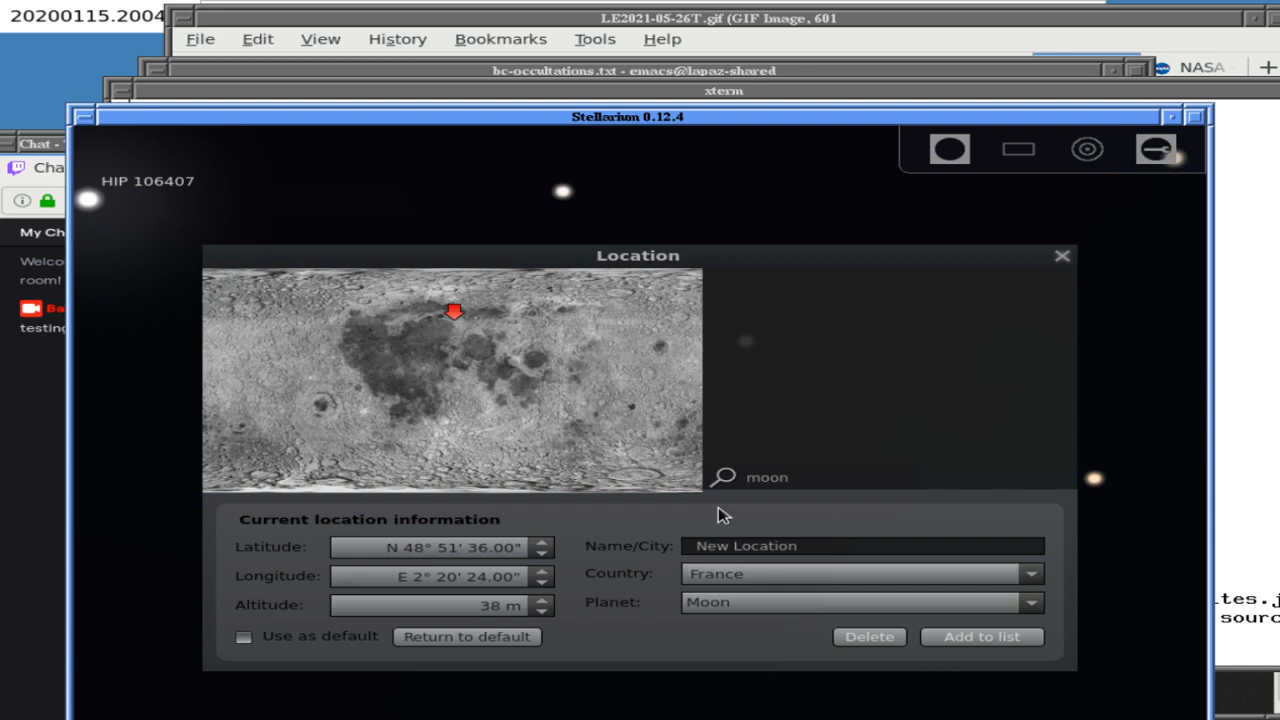 20200115.2004
LE2021-05-26T.gif (GIF Image, 601
File Edit View History Bookmarks Tools Help
bc-occultations.txt - emacs@lapaz-shared
NASA
xterm
Stellarium 0.12.4
Chat -
Cha
HIP 106407
My Ch
Welco
room!
Ba
testing
Location
moon
Current location information
Latitude: N 48° 51' 36.00"
Name/City: New Location
Longitude: E 2° 20' 24.00"
Country: France
Altitude: 38 m
Planet: Moon
Use as default Return to default
Delete Add to list
tes.j
sourc